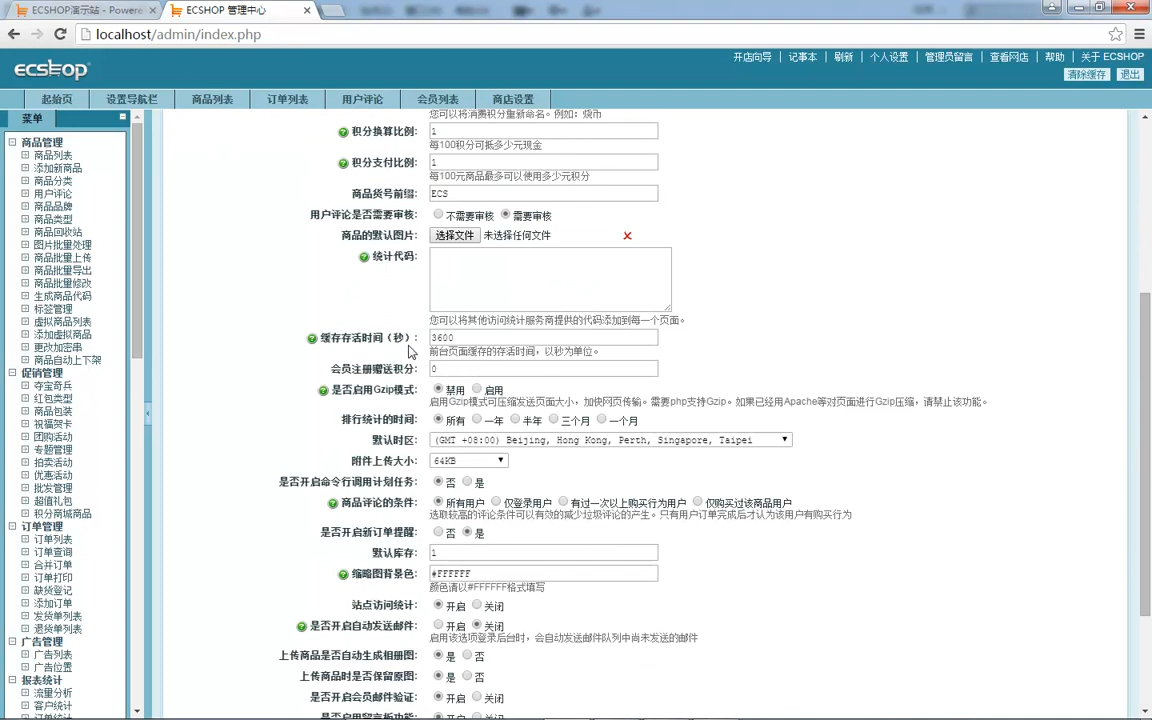 ECSHOP演示站 - Powere
ECSHOP 管理中心
localhost/admin/index.php
开店向导 | 记事本 | 刷新 | 个人设置 | 管理员留言 | 查看网店 | 帮助 | 关于 ECSHOP
ecshop
清除缓存 退出
起始页 设置导航栏 商品列表 订单列表 用户评论 会员列表 商店设置
菜单
商品管理
商品列表
添加新商品
商品分类
用户评论
商品品牌
商品类型
商品回收站
图片批量处理
商品批量上传
商品批量导出
商品批量修改
生成商品代码
标签管理
虚拟商品列表
添加虚拟商品
更改加密串
商品自动上下架
促销管理
夺宝奇兵
红包类型
商品包装
祝福贺卡
团购活动
专题管理
拍卖活动
优惠活动
批发管理
超值礼包
积分商城商品
订单管理
订单列表
订单查询
合并订单
订单打印
缺货登记
添加订单
发货单列表
退货单列表
广告管理
广告列表
广告位置
报表统计
流量分析
客户统计
订单统计
您可以将消费积分重新命名。例如：烧币
积分换算比例: 1
每100积分可抵多少元现金
积分支付比例: 1
每100元商品最多可以使用多少元积分
商品货号前缀: ECS
用户评论是否需要审核: 不需要审核 需要审核
商品的默认图片: 选择文件 未选择任何文件
统计代码:
您可以将其他访问统计服务商提供的代码添加到每一个页面。
缓存存活时间（秒）: 3600
前台页面缓存的存活时间，以秒为单位。
会员注册赠送积分: 0
是否启用Gzip模式: 禁用 启用
启用Gzip模式可压缩发送页面大小，加快网页传输。需要php支持Gzip。如果已经用Apache等对页面进行Gzip压缩，请禁止该功能。
排行统计的时间: 所有 一年 半年 三个月 一个月
默认时区: (GMT +08:00) Beijing, Hong Kong, Perth, Singapore, Taipei
附件上传大小: 64KB
是否开启命令行调用计划任务: 否 是
商品评论的条件: 所有用户 仅登录用户 有过一次以上购买行为用户 仅购买过该商品用户
选取较高的评论条件可以有效的减少垃圾评论的产生。只有用户订单完成后才认为该用户有购买行为
是否开启新订单提醒: 否 是
默认库存: 1
缩略图背景色: #FFFFFF
颜色请以#FFFFFF格式填写
站点访问统计: 开启 关闭
是否开启自动发送邮件: 开启 关闭
启用该选项登录后台时，会自动发送邮件队列中尚未发送的邮件
上传商品是否自动生成相册图: 是 否
上传商品时是否保留原图: 是 否
是否开启会员邮件验证: 开启 关闭
是否启用留言板功能: 开启 关闭